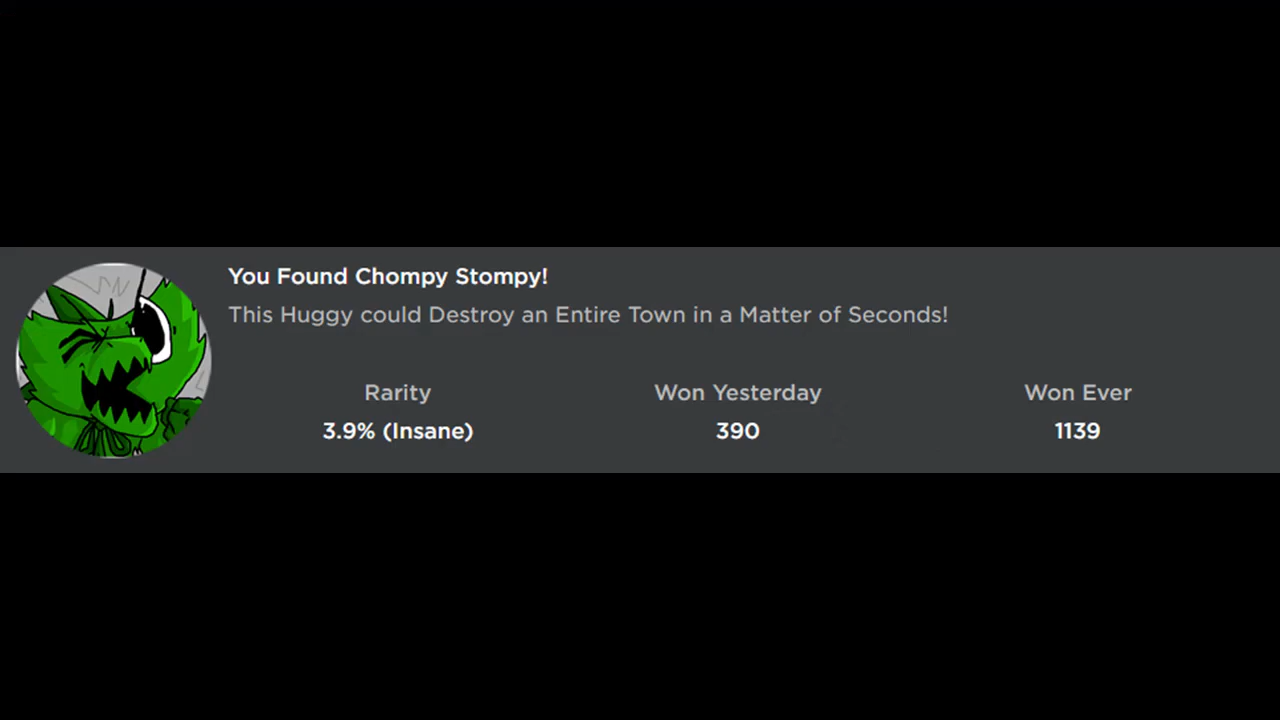 You Found Chompy Stompy!
This Huggy could Destroy an Entire Town in a Matter of Seconds!
Rarity Won Yesterday Won Ever
3.9% (Insane) 390 1139